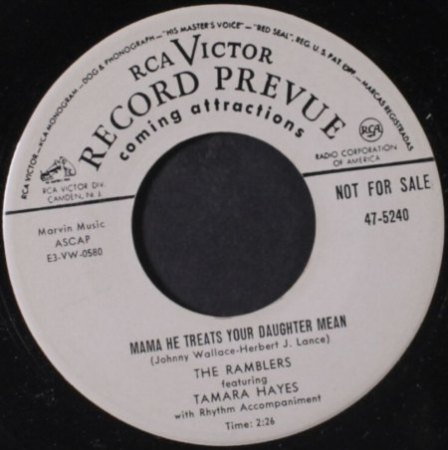 RCA VICTOR—RCA MONOGRAM—DOG & PHONOGRAPH—"HIS MASTER'S VOICE"—"RED SEAL", REG. U.S. PAT. OFF.—MARCAS REGISTRADAS
RCA VICTOR
RECORD PREVUE
coming attractions
RCA VICTOR DIV.
CAMDEN, N. J.
RCA
RADIO CORPORATION
OF AMERICA
NOT FOR SALE
47-5240
Marvin Music
ASCAP
E3-VW-0580
MAMA HE TREATS YOUR DAUGHTER MEAN
(Johnny Wallace-Herbert J. Lance)
THE RAMBLERS
featuring
TAMARA HAYES
with Rhythm Accompaniment
Time: 2:26